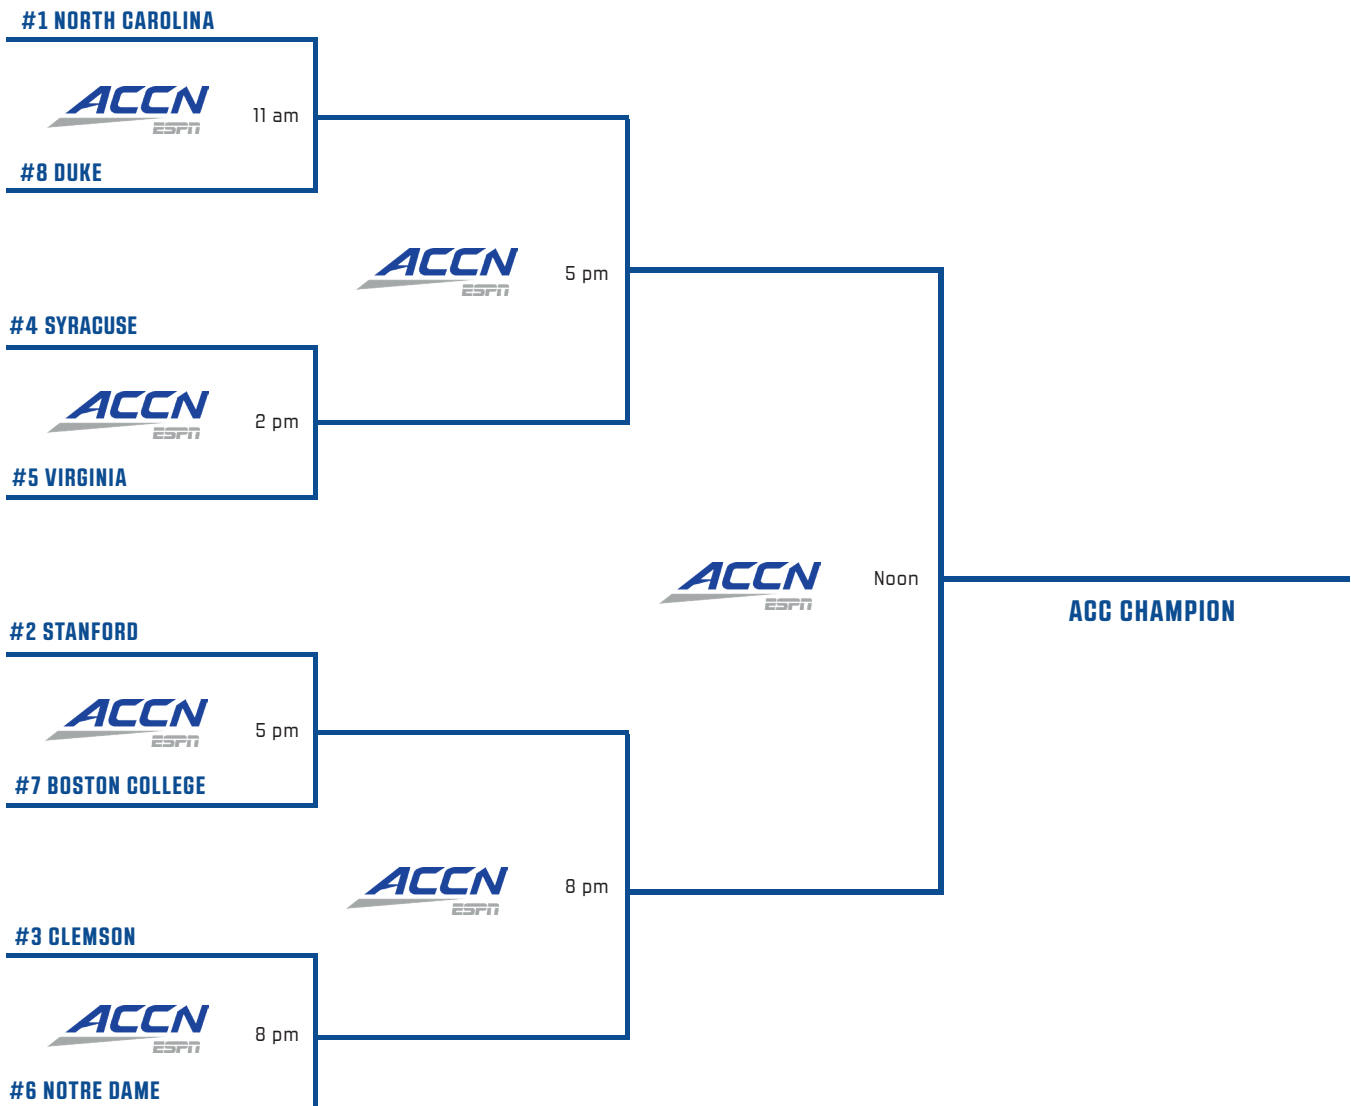 #1 NORTH CAROLINA
ACCN
ESPN
11 am
#8 DUKE
ACCN
ESPN
5 pm
#4 SYRACUSE
ACCN
ESPN
2 pm
#5 VIRGINIA
ACCN
ESPN
Noon
ACC CHAMPION
#2 STANFORD
ACCN
ESPN
5 pm
#7 BOSTON COLLEGE
ACCN
ESPN
8 pm
#3 CLEMSON
ACCN
ESPN
8 pm
#6 NOTRE DAME